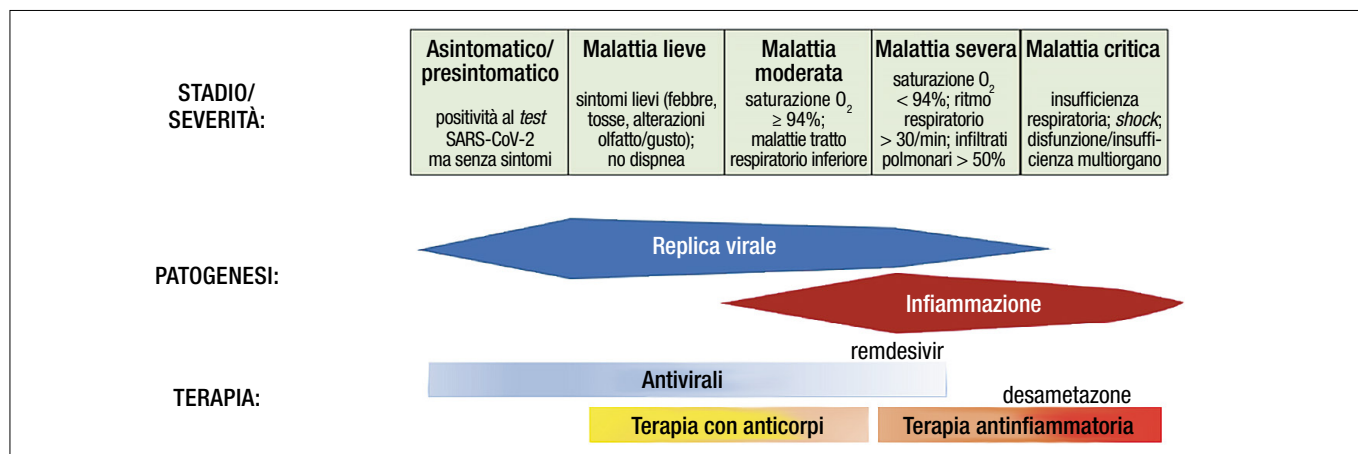 STADIO/
SEVERITÀ:
Asintomatico/
presintomatico
positività al test
SARS-CoV-2
ma senza sintomi
Malattia lieve
sintomi lievi (febbre,
tosse, alterazioni
olfatto/gusto);
no dispnea
Malattia
moderata
saturazione O₂
≥ 94%;
malattie tratto
respiratorio inferiore
Malattia severa
saturazione O₂
< 94%; ritmo
respiratorio
> 30/min; infiltrati
polmonari > 50%
Malattia critica
insufficienza
respiratoria; shock;
disfunzione/insuffi-
cienza multiorgano
PATOGENESI:
Replica virale
Infiammazione
TERAPIA:
remdesivir
Antivirali
desametazone
Terapia con anticorpi
Terapia antinfiammatoria